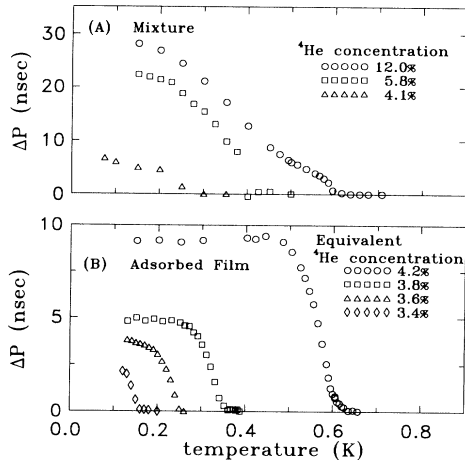 (A) Mixture
⁴He concentration
○○○○○ 12.0%
□□□□□ 5.8%
△△△△△ 4.1%
ΔP (nsec)
30
20
10
0
(B) Adsorbed Film
Equivalent
⁴He concentration
○○○○○ 4.2%
□□□□□ 3.8%
△△△△△ 3.6%
◇◇◇◇◇ 3.4%
ΔP (nsec)
10
5
0
0.0 0.2 0.4 0.6 0.8
temperature (K)